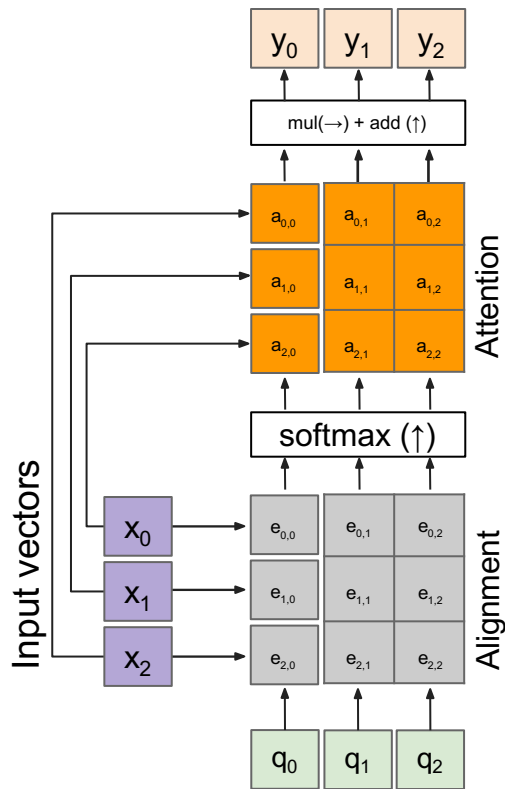 y0 y1 y2
mul(→) + add (↑)
a0,0 a0,1 a0,2
a1,0 a1,1 a1,2
a2,0 a2,1 a2,2
Attention
softmax (↑)
Input vectors
x0 e0,0 e0,1 e0,2
x1 e1,0 e1,1 e1,2
x2 e2,0 e2,1 e2,2
Alignment
q0 q1 q2